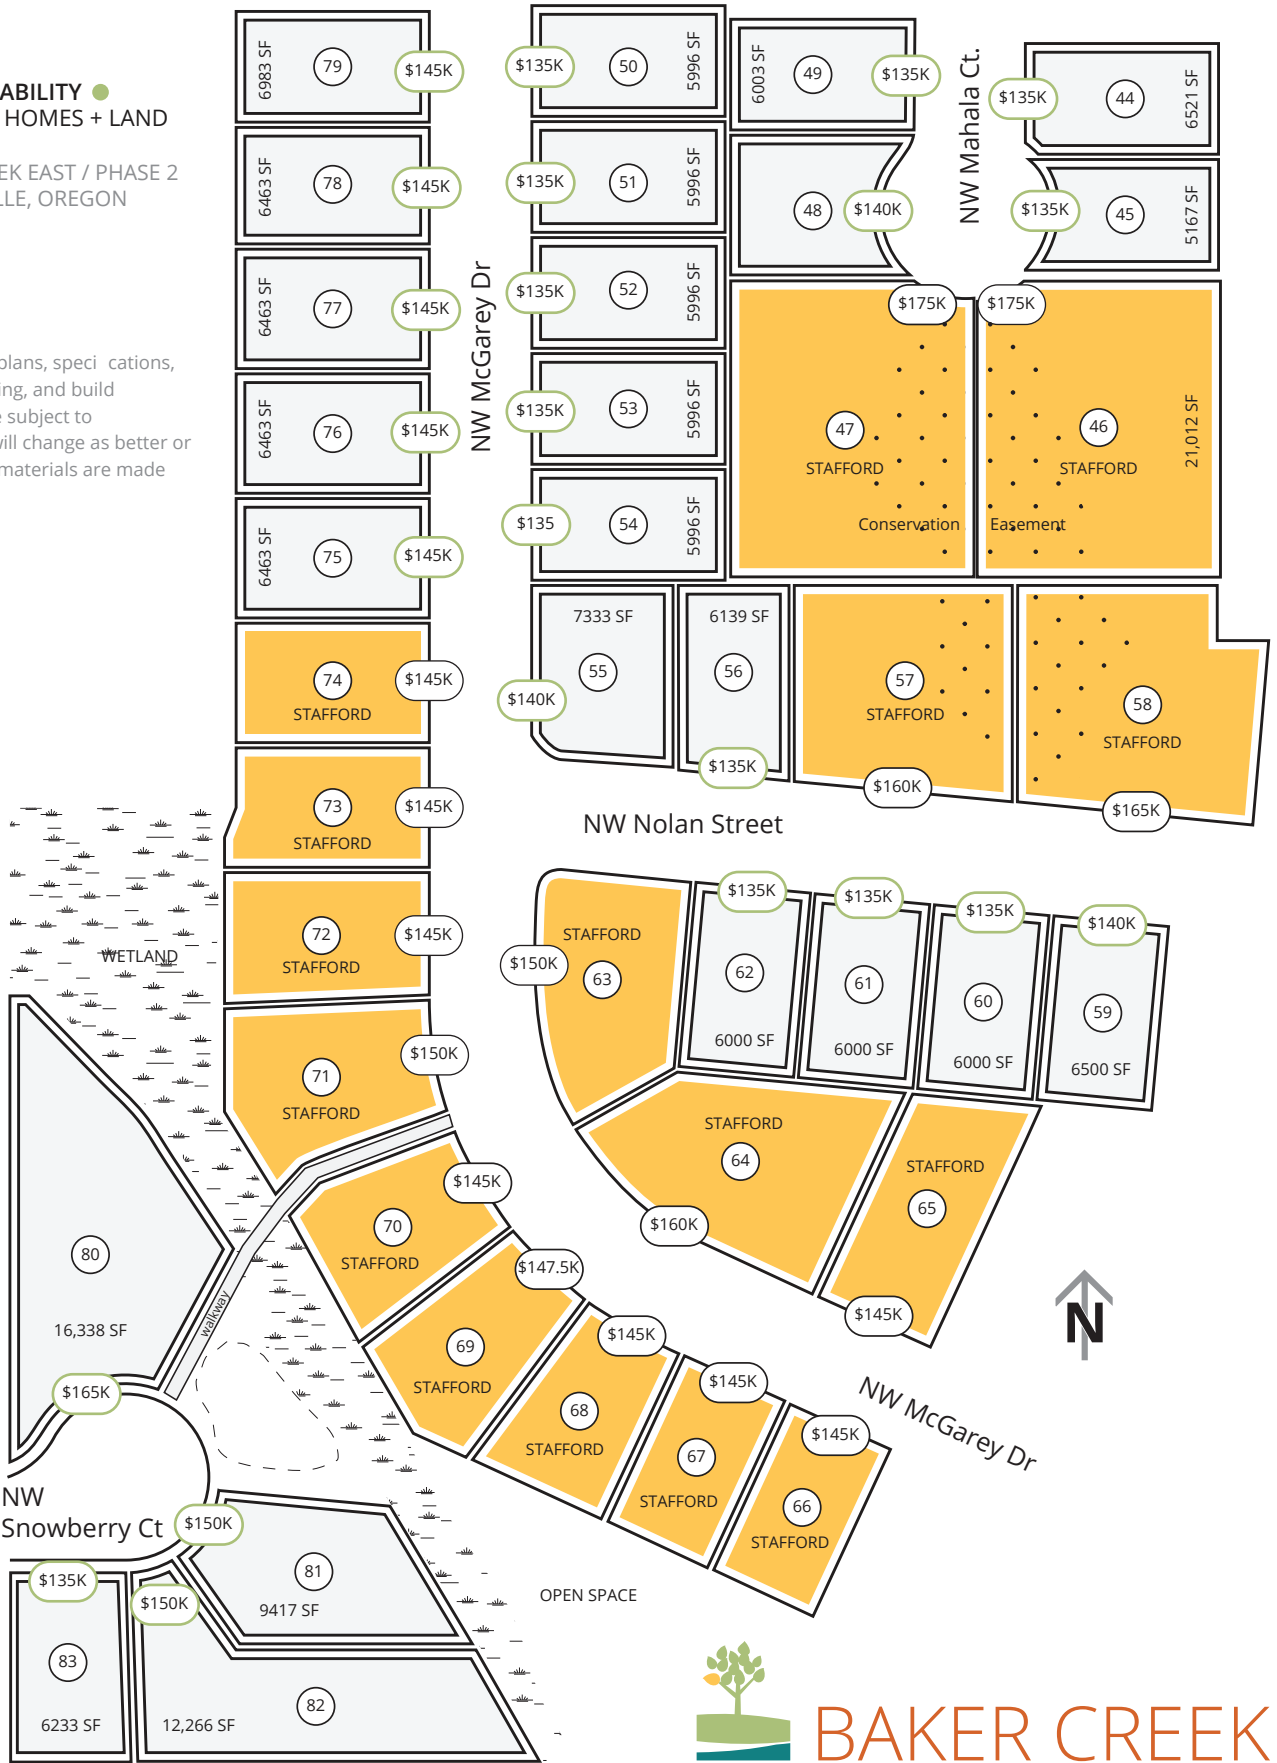 ABILITY
HOMES + LAND
EK EAST / PHASE 2
LLE, OREGON
plans, speci cations,
ing, and build
e subject to
will change as better or
materials are made
6983 SF
79
$145K
6463 SF
78
$145K
6463 SF
77
$145K
6463 SF
76
$145K
6463 SF
75
$145K
74
STAFFORD
$145K
73
STAFFORD
$145K
72
STAFFORD
$145K
71
STAFFORD
$150K
NW McGarey Dr
$135K
50
5996 SF
$135K
51
5996 SF
$135K
52
5996 SF
$135K
53
5996 SF
$135
54
5996 SF
6003 SF
49
$135K
48
$140K
NW Mahala Ct.
$135K
44
6521 SF
$135K
45
5167 SF
$175K
47
STAFFORD
$175K
46
STAFFORD
21,012 SF
Conservation Easement
7333 SF
55
$140K
6139 SF
56
$135K
57
STAFFORD
$160K
58
STAFFORD
$165K
NW Nolan Street
STAFFORD
63
$150K
$135K
62
6000 SF
$135K
61
6000 SF
$135K
60
6000 SF
$140K
59
6500 SF
STAFFORD
64
$160K
STAFFORD
65
$145K
WETLAND
80
16,338 SF
$165K
walkway
$145K
70
STAFFORD
$147.5K
69
STAFFORD
$145K
68
STAFFORD
$145K
67
STAFFORD
$145K
66
STAFFORD
NW McGarey Dr
N
NW
Snowberry Ct
$150K
81
9417 SF
$135K
83
6233 SF
$150K
82
12,266 SF
OPEN SPACE
BAKER CREEK